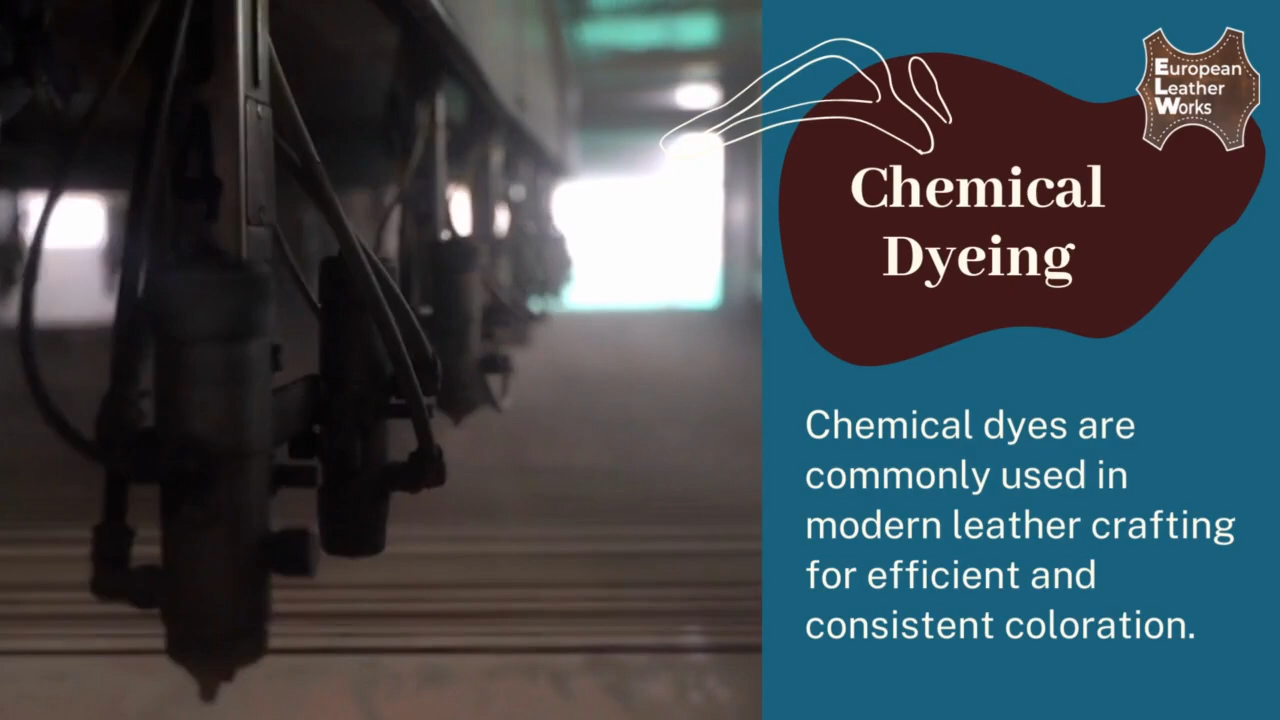 European
Leather
Works
Chemical
Dyeing
Chemical dyes are
commonly used in
modern leather crafting
for efficient and
consistent coloration.